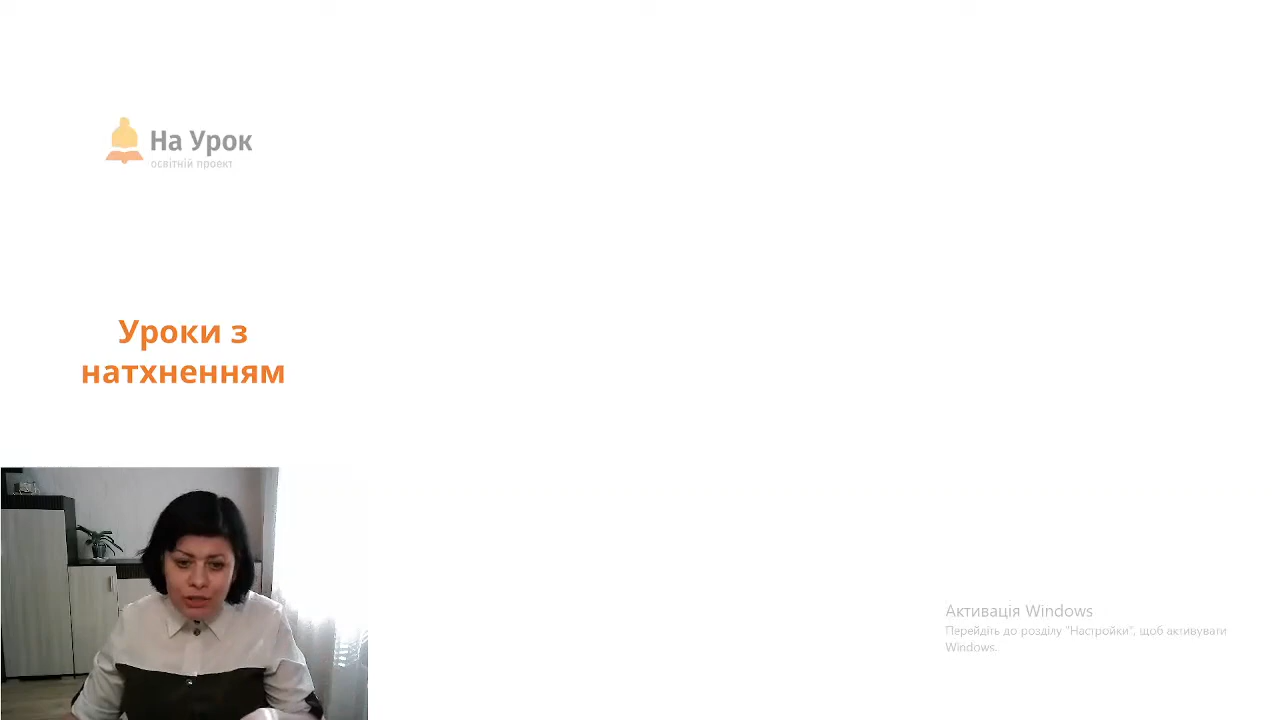 На Урок
освітній проект
Уроки з
натхненням
Активація Windows
Перейдіть до розділу "Настройки", щоб активувати
Windows.